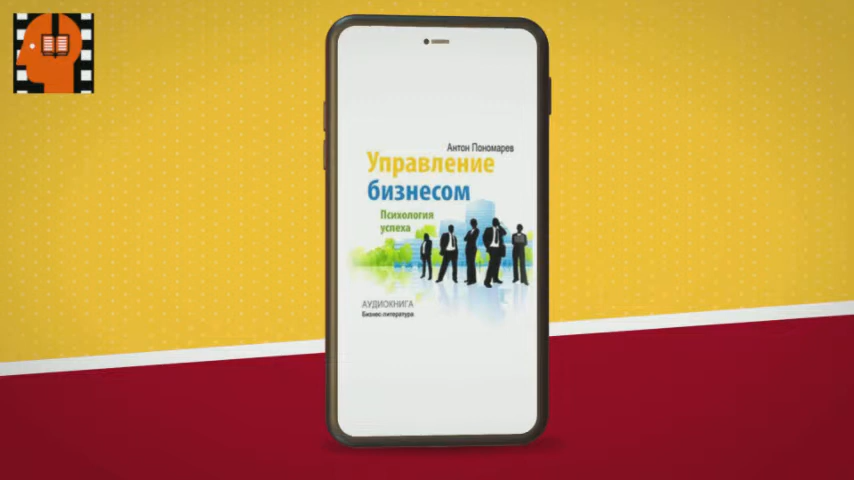 Антон Пономарев
Управление
бизнесом
Психология
успеха
АУДИОКНИГА
Бизнес-литература